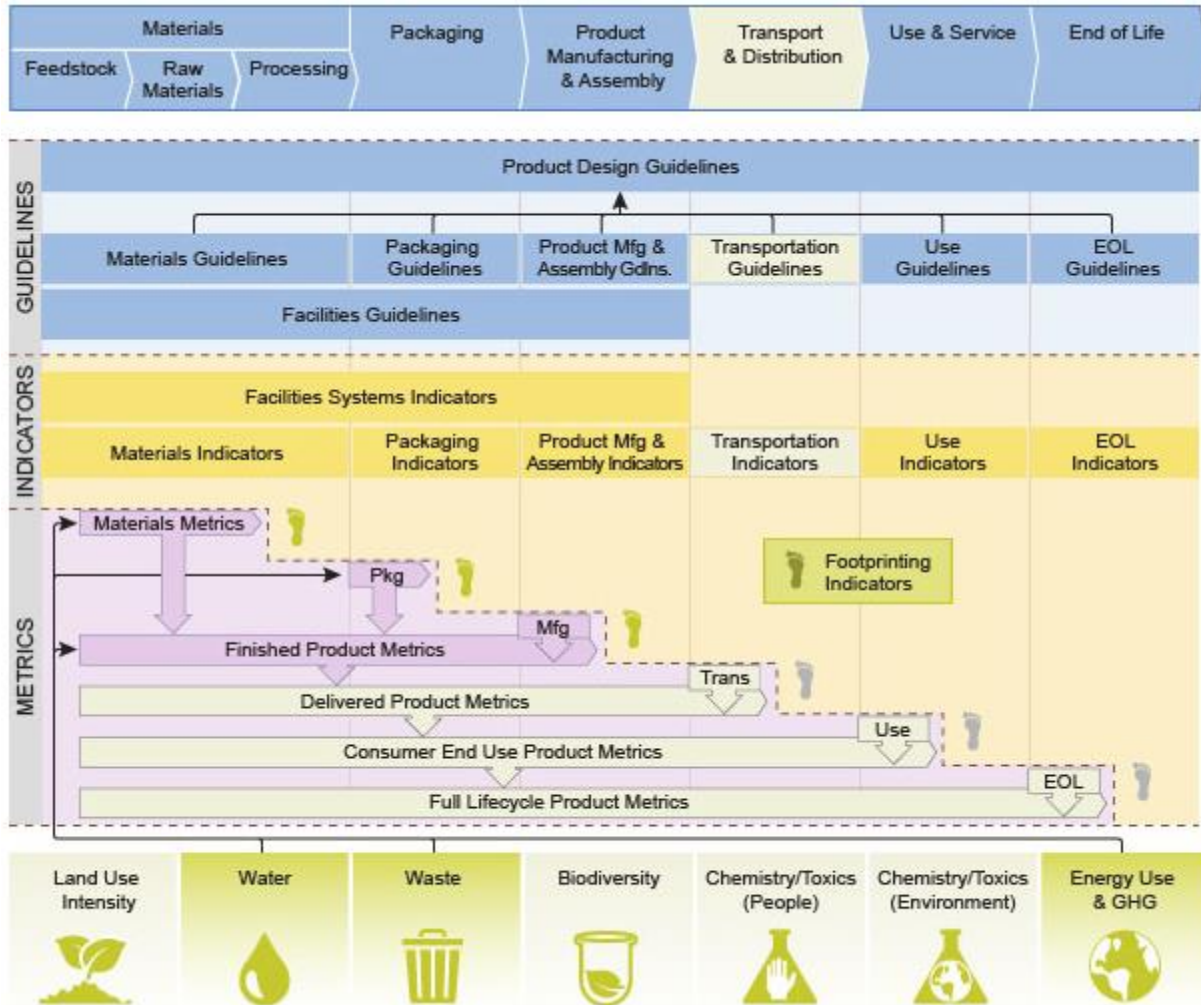 Materials
Feedstock
Raw
Materials
Processing
Packaging
Product
Manufacturing
& Assembly
Transport
& Distribution
Use & Service
End of Life
GUIDELINES
Product Design Guidelines
Materials Guidelines
Packaging
Guidelines
Product Mfg &
Assembly Gdlns.
Transportation
Guidelines
Use
Guidelines
EOL
Guidelines
Facilities Guidelines
INDICATORS
Facilities Systems Indicators
Materials Indicators
Packaging
Indicators
Product Mfg &
Assembly Indicators
Transportation
Indicators
Use
Indicators
EOL
Indicators
METRICS
Materials Metrics
Pkg
Footprinting
Indicators
Mfg
Finished Product Metrics
Trans
Delivered Product Metrics
Use
Consumer End Use Product Metrics
EOL
Full Lifecycle Product Metrics
Land Use
Intensity
Water
Waste
Biodiversity
Chemistry/Toxics
(People)
Chemistry/Toxics
(Environment)
Energy Use
& GHG